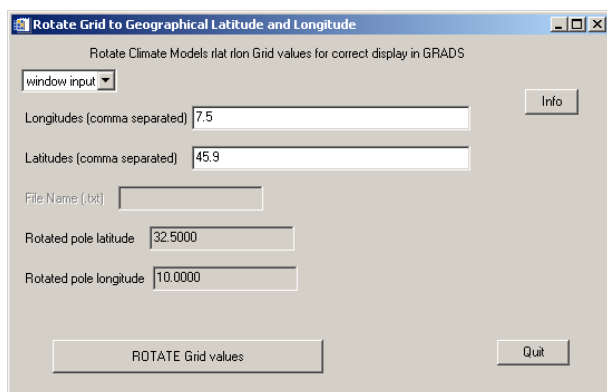 Rotate Grid to Geographical Latitude and Longitude
Rotate Climate Models rlat rlon Grid values for correct display in GRADS
window input
Info
Longitudes (comma separated) 7.5
Latitudes (comma separated) 45.9
File Name (.txt)
Rotated pole latitude 32.5000
Rotated pole longitude 10.0000
ROTATE Grid values Quit